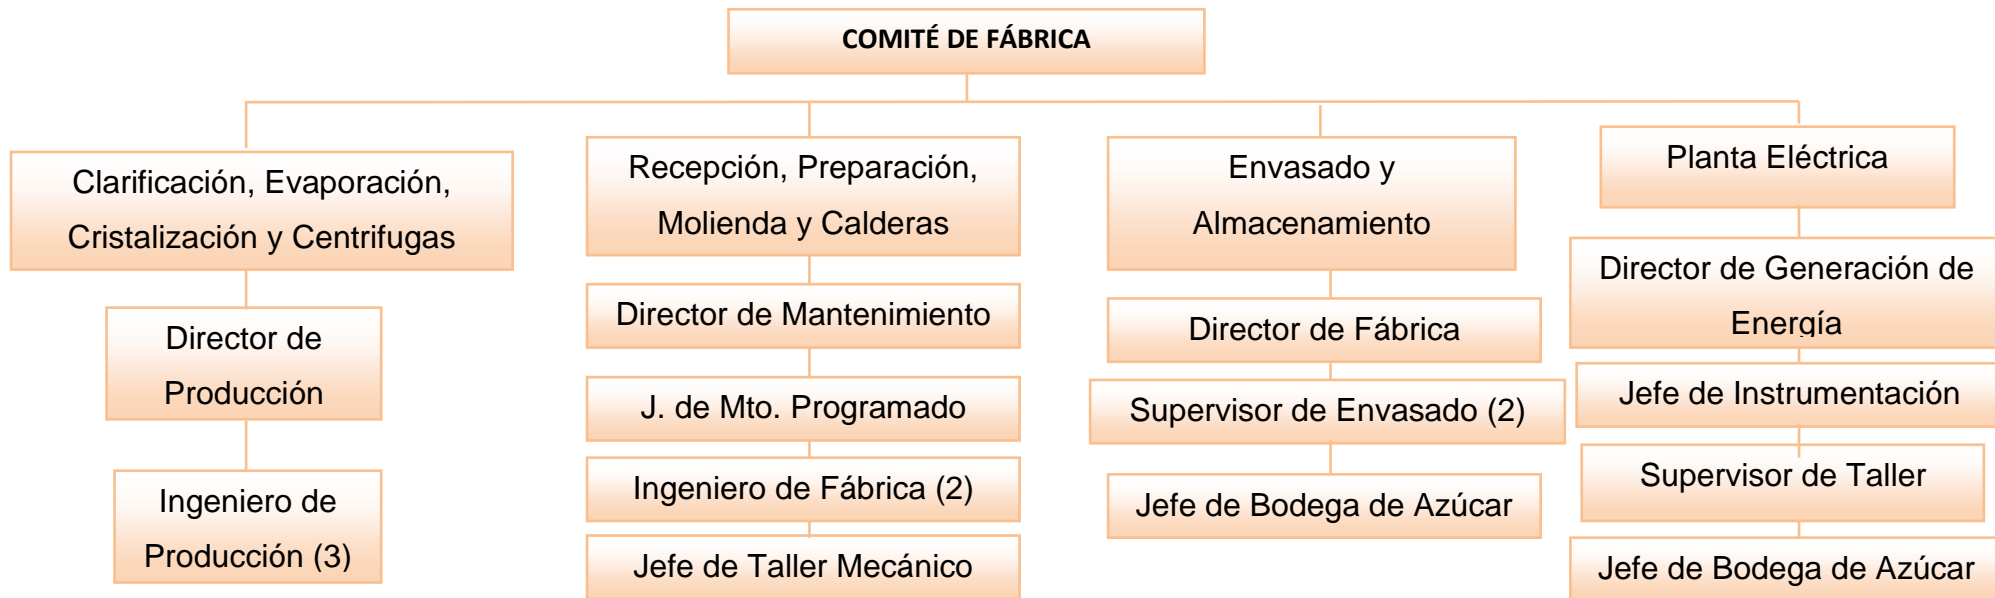 COMITÉ DE FÁBRICA
Clarificación, Evaporación,
Cristalización y Centrifugas
Director de
Producción
Ingeniero de
Producción (3)
Recepción, Preparación,
Molienda y Calderas
Director de Mantenimiento
J. de Mto. Programado
Ingeniero de Fábrica (2)
Jefe de Taller Mecánico
Envasado y
Almacenamiento
Director de Fábrica
Supervisor de Envasado (2)
Jefe de Bodega de Azúcar
Planta Eléctrica
Director de Generación de
Energía
Jefe de Instrumentación
Supervisor de Taller
Jefe de Bodega de Azúcar